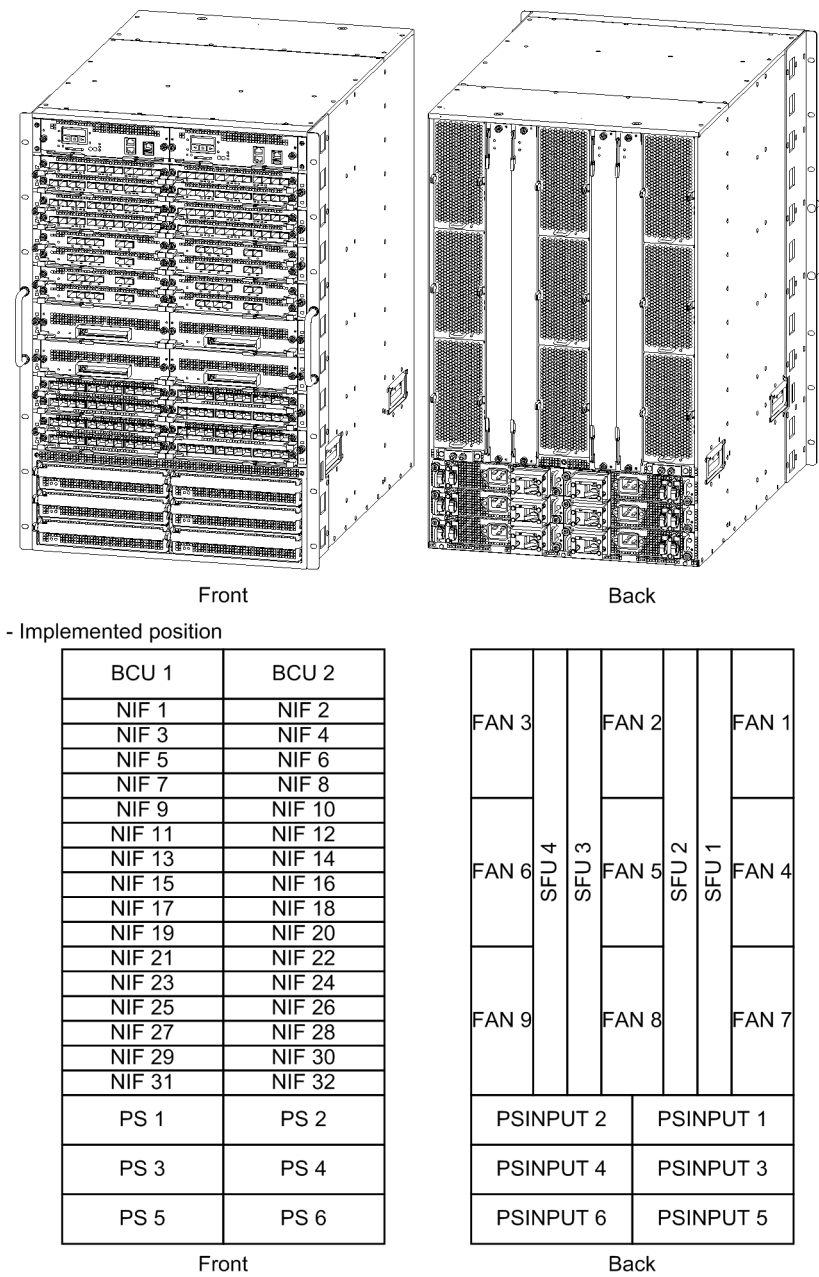 Front
Back
- Implemented position
BCU 1 BCU 2
NIF 1 NIF 2
NIF 3 NIF 4
NIF 5 NIF 6
NIF 7 NIF 8
NIF 9 NIF 10
NIF 11 NIF 12
NIF 13 NIF 14
NIF 15 NIF 16
NIF 17 NIF 18
NIF 19 NIF 20
NIF 21 NIF 22
NIF 23 NIF 24
NIF 25 NIF 26
NIF 27 NIF 28
NIF 29 NIF 30
NIF 31 NIF 32
PS 1 PS 2
PS 3 PS 4
PS 5 PS 6
Front
FAN 3 FAN 2 FAN 1
FAN 6 SFU 4 SFU 3 FAN 5 SFU 2 SFU 1 FAN 4
FAN 9 FAN 8 FAN 7
PSINPUT 2 PSINPUT 1
PSINPUT 4 PSINPUT 3
PSINPUT 6 PSINPUT 5
Back